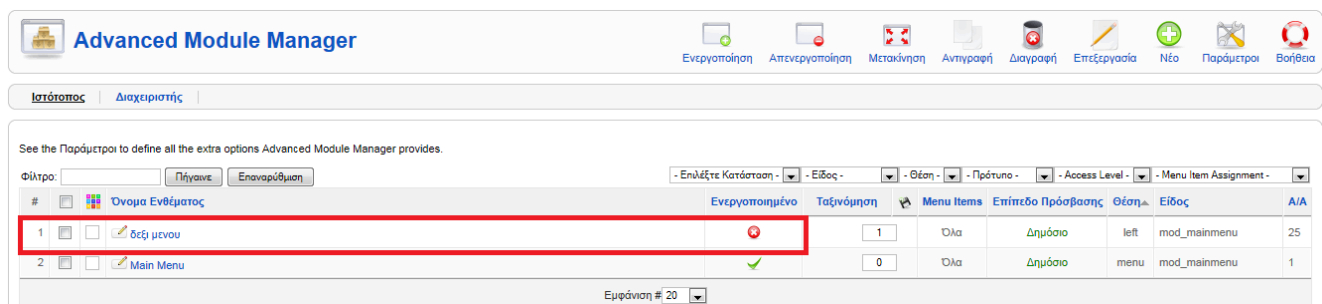 Advanced Module Manager
Ενεργοποίηση Απενεργοποίηση Μετακίνηση Αντιγραφή Διαγραφή Επεξεργασία Νέο Παράμετροι Βοήθεια
Ιστότοπος Διαχειριστής
See the Παράμετροι to define all the extra options Advanced Module Manager provides.
Φίλτρο: Πήγαινε Επαναρύθμιση - Επιλέξτε Κατάσταση - - Είδος - - Θέση - - Πρότυπο - - Access Level - - Menu Item Assignment -
# Όνομα Ενθέματος Ενεργοποιημένο Ταξινόμηση Menu Items Επίπεδο Πρόσβασης Θέση Είδος Α/Α
1 δεξι μενου 1 Όλα Δημόσιο left mod_mainmenu 25
2 Main Menu 0 Όλα Δημόσιο menu mod_mainmenu 1
Εμφάνιση # 20